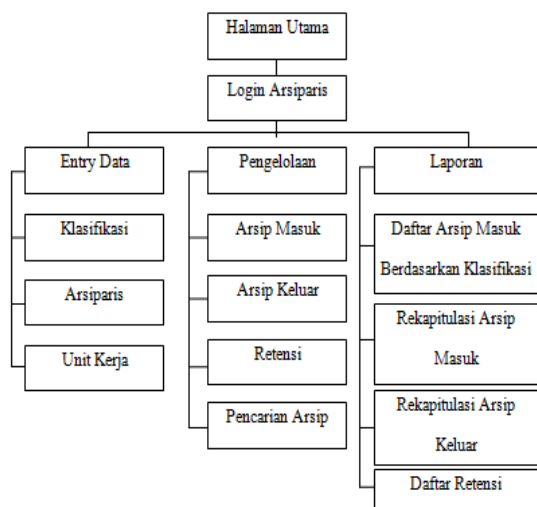 Halaman Utama
Login Arsiparis
Entry Data
Klasifikasi
Arsiparis
Unit Kerja
Pengelolaan
Arsip Masuk
Arsip Keluar
Retensi
Pencarian Arsip
Laporan
Daftar Arsip Masuk
Berdasarkan Klasifikasi
Rekapitulasi Arsip
Masuk
Rekapitulasi Arsip
Keluar
Daftar Retensi